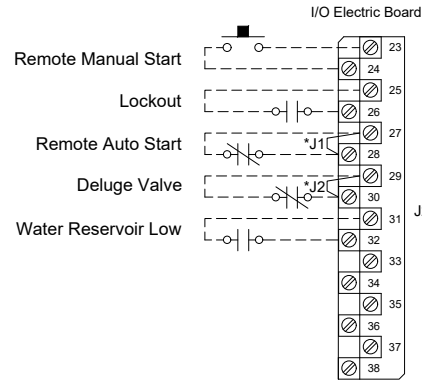 I/O Electric Board
23
Remote Manual Start
24
25
Lockout
26
27
Remote Auto Start
*J1
28
29
Deluge Valve
*J2
30
31
Water Reservoir Low
32
33
34
35
36
37
38